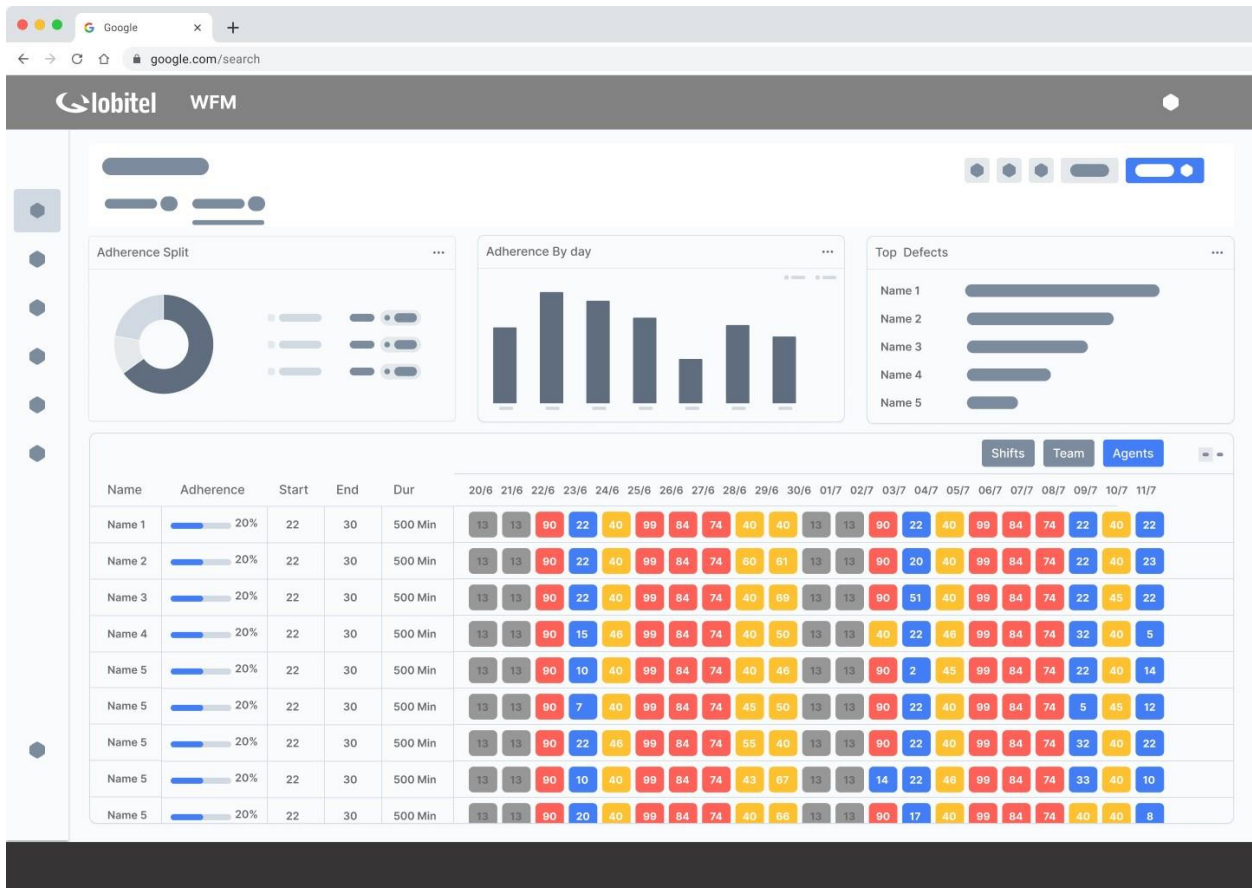 Google
google.com/search
Globitel WFM
Adherence Split
Adherence By day
Top Defects
Name 1
Name 2
Name 3
Name 4
Name 5
Shifts Team Agents
Name Adherence Start End Dur 20/6 21/6 22/6 23/6 24/6 25/6 26/6 27/6 28/6 29/6 30/6 01/7 02/7 03/7 04/7 05/7 06/7 07/7 08/7 09/7 10/7 11/7
Name 1 20% 22 30 500 Min 13 13 90 22 40 99 84 74 40 40 13 13 90 22 40 99 84 74 22 40 22
Name 2 20% 22 30 500 Min 13 13 90 22 40 99 84 74 60 61 13 13 90 20 40 99 84 74 22 40 23
Name 3 20% 22 30 500 Min 13 13 90 22 40 99 84 74 40 69 13 13 90 51 40 99 84 74 22 45 22
Name 4 20% 22 30 500 Min 13 13 90 15 46 99 84 74 40 50 13 13 40 22 46 99 84 74 32 40 5
Name 5 20% 22 30 500 Min 13 13 90 10 40 99 84 74 40 46 13 13 90 2 45 99 84 74 22 40 14
Name 5 20% 22 30 500 Min 13 13 90 7 40 99 84 74 45 50 13 13 90 22 40 99 84 74 5 45 12
Name 5 20% 22 30 500 Min 13 13 90 22 46 99 84 74 55 40 13 13 90 22 40 99 84 74 32 40 22
Name 5 20% 22 30 500 Min 13 13 90 10 40 99 84 74 43 67 13 13 14 22 46 99 84 74 33 40 10
Name 5 20% 22 30 500 Min 13 13 90 20 40 99 84 74 40 66 13 13 90 17 40 99 84 74 40 40 8